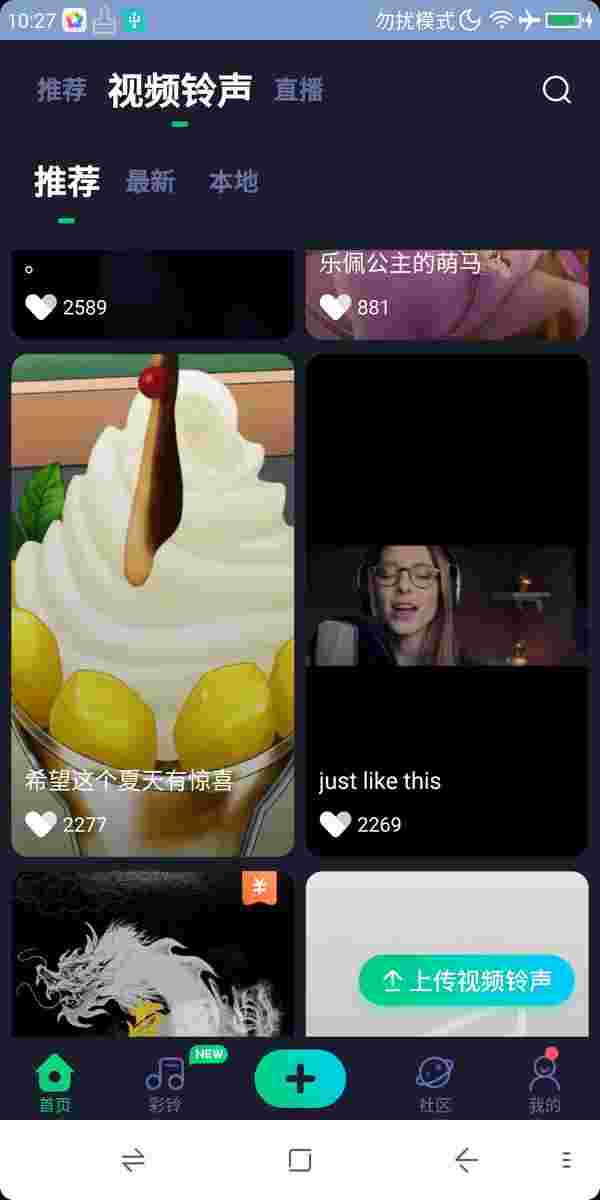 10:27 勿扰模式
推荐 视频铃声 直播
推荐 最新 本地
。 乐佩公主的萌马
2589 881
希望这个夏天有惊喜 just like this
2277 2269
¥
上传视频铃声
NEW
首页 彩铃 社区 我的